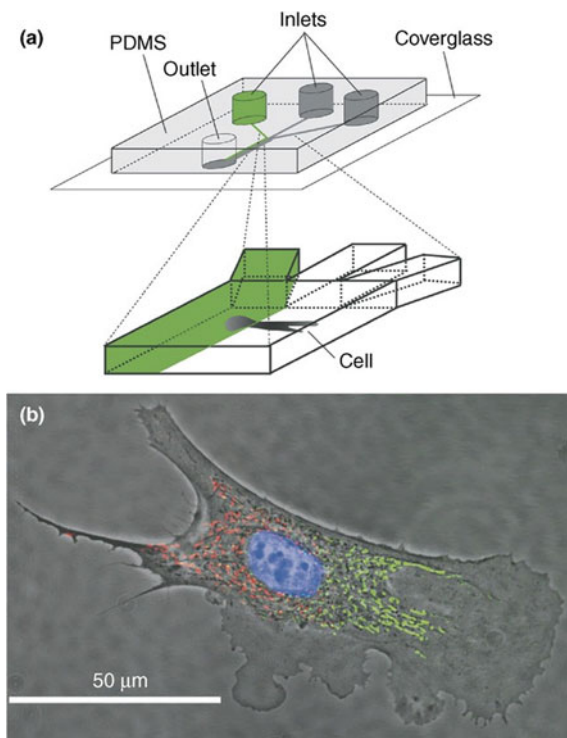 (a)
Inlets
PDMS
Coverglass
Outlet
Cell
(b)
50 μm